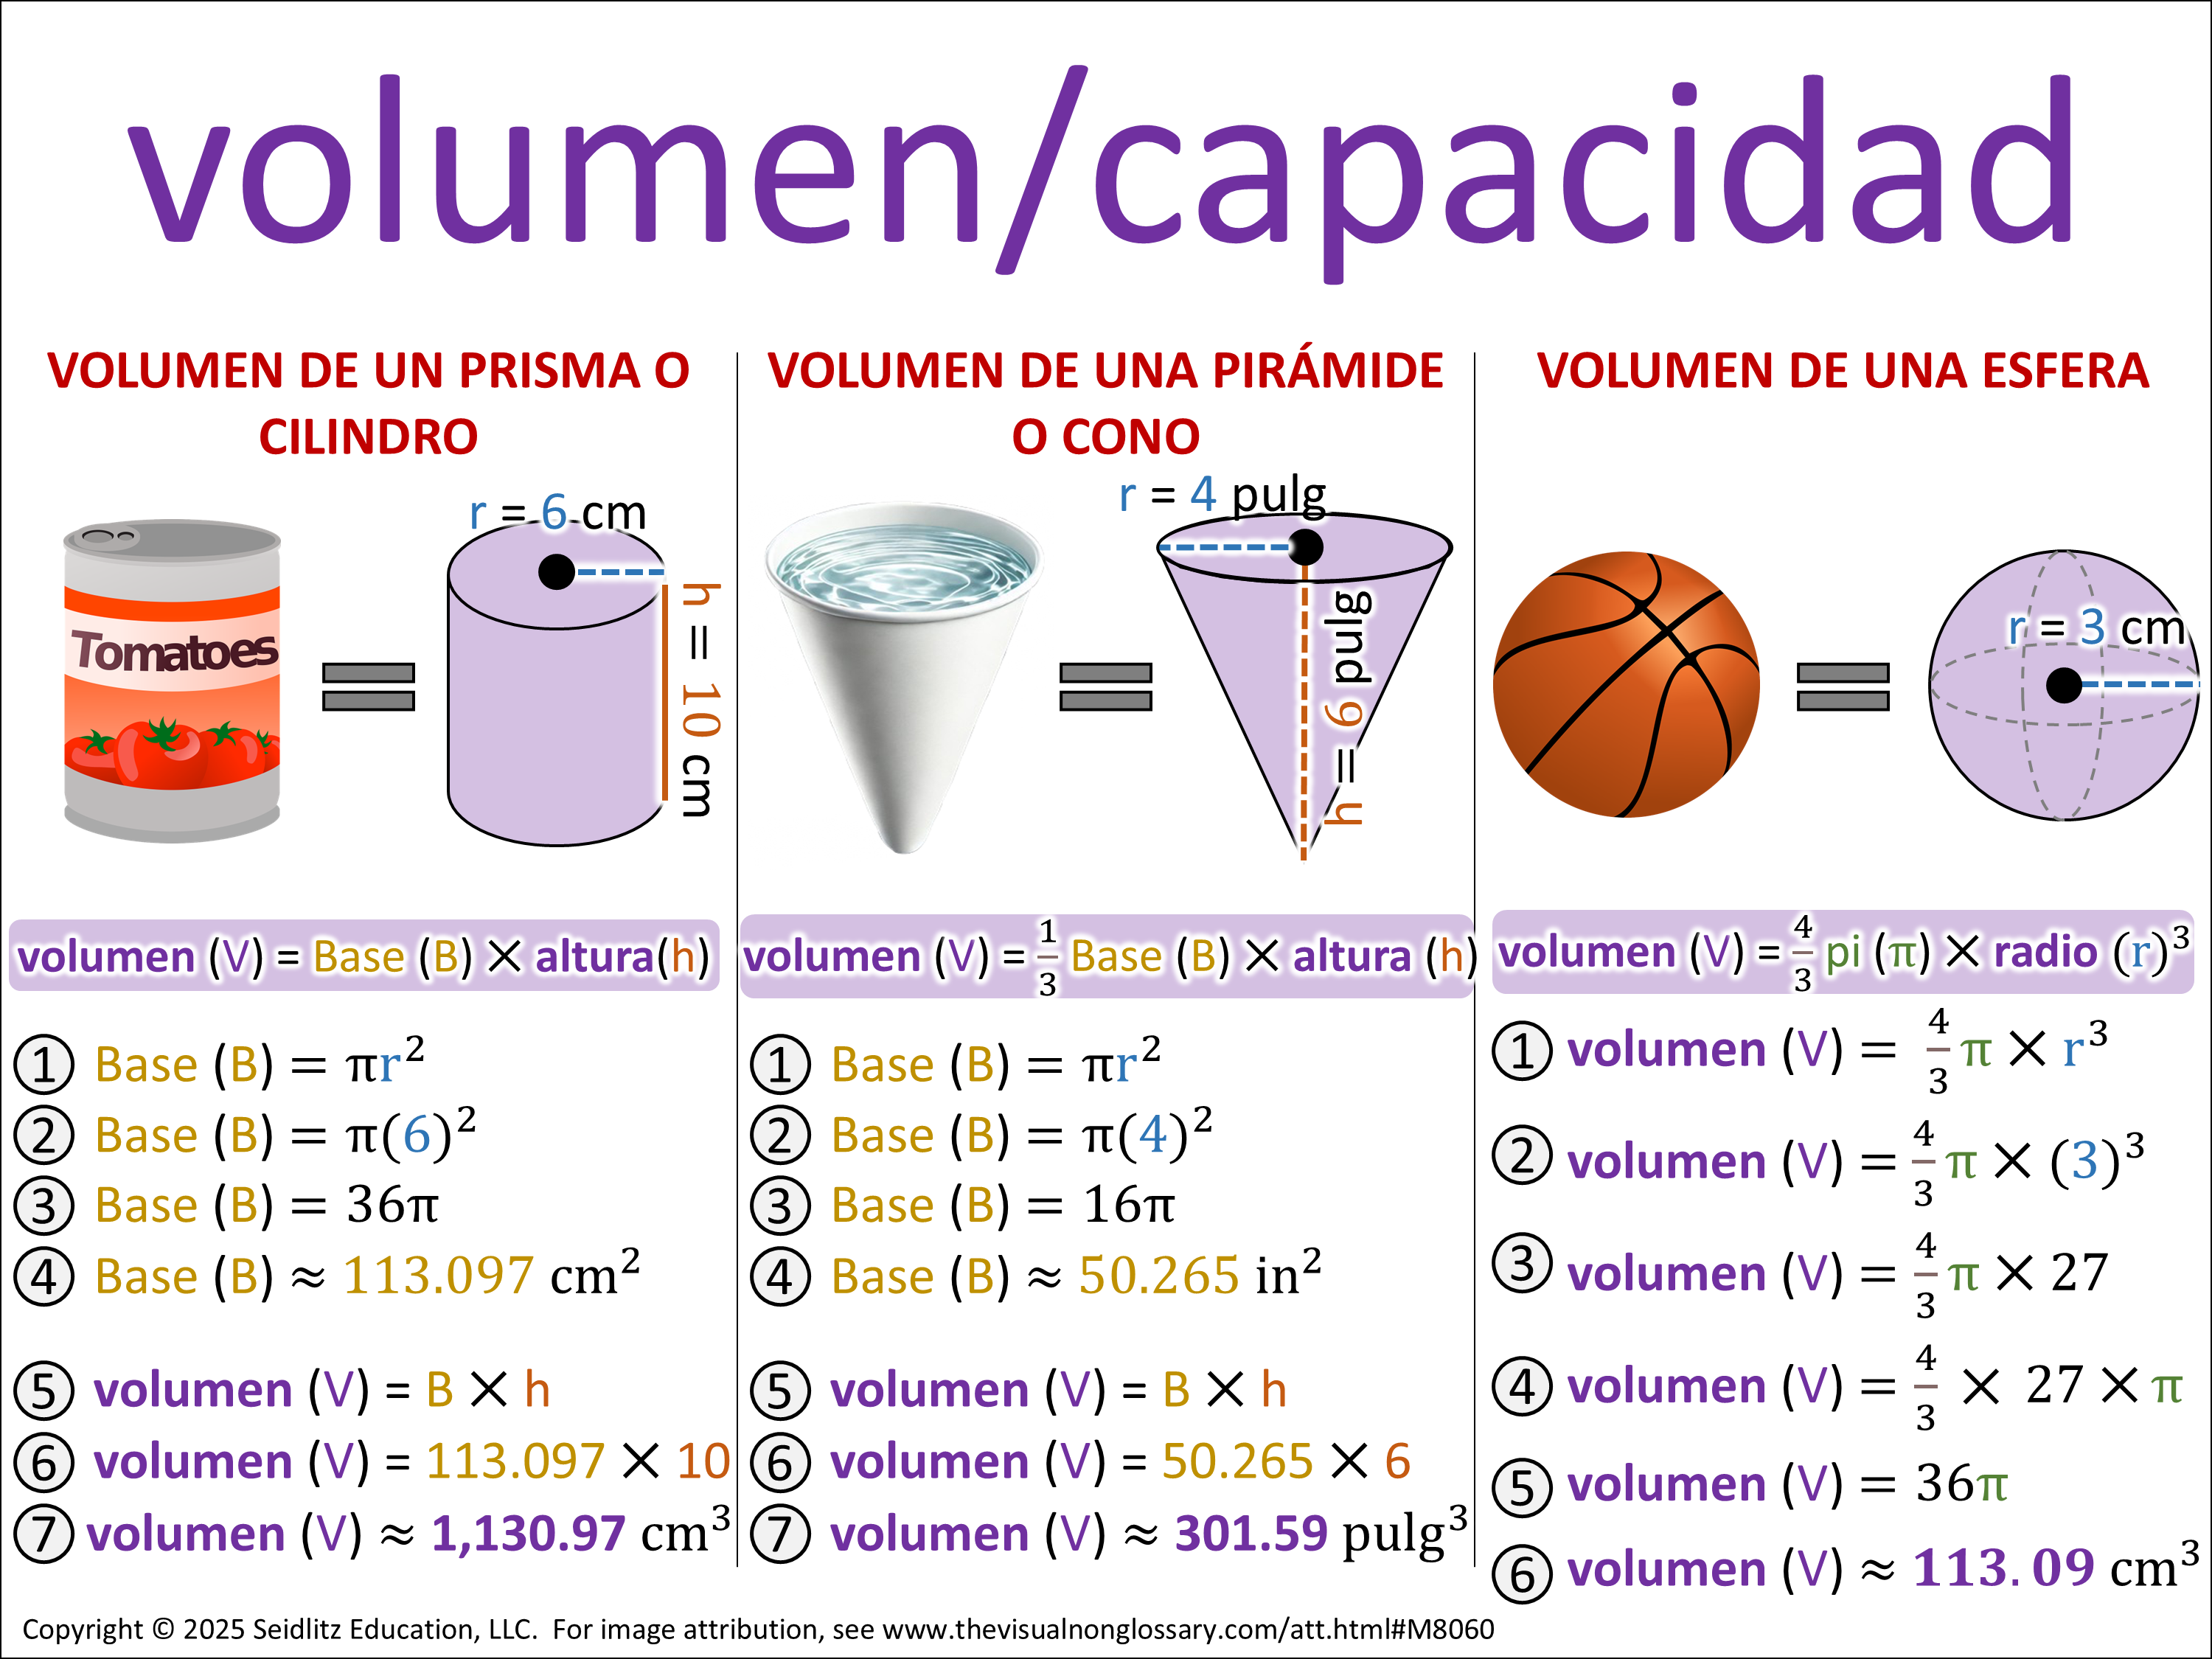 volumen/capacidad
VOLUMEN DE UN PRISMA O
CILINDRO
r = 6 cm
h = 10 cm
Tomatoes
volumen (V) = Base (B) × altura(h)
① Base (B) = πr²
② Base (B) = π(6)²
③ Base (B) = 36π
④ Base (B) ≈ 113.097 cm²
⑤ volumen (V) = B × h
⑥ volumen (V) = 113.097 × 10
⑦ volumen (V) ≈ 1,130.97 cm³
VOLUMEN DE UNA PIRÁMIDE
O CONO
r = 4 pulg
h = 6 pulg
volumen (V) = 1/3 Base (B) × altura (h)
① Base (B) = πr²
② Base (B) = π(4)²
③ Base (B) = 16π
④ Base (B) ≈ 50.265 in²
⑤ volumen (V) = B × h
⑥ volumen (V) = 50.265 × 6
⑦ volumen (V) ≈ 301.59 pulg³
VOLUMEN DE UNA ESFERA
r = 3 cm
volumen (V) = 4/3 pi (π) × radio (r)³
① volumen (V) = 4/3 π × r³
② volumen (V) = 4/3 π × (3)³
③ volumen (V) = 4/3 π × 27
④ volumen (V) = 4/3 × 27 × π
⑤ volumen (V) = 36π
⑥ volumen (V) ≈ 113.09 cm³
Copyright © 2025 Seidlitz Education, LLC. For image attribution, see www.thevisualnonglossary.com/att.html#M8060